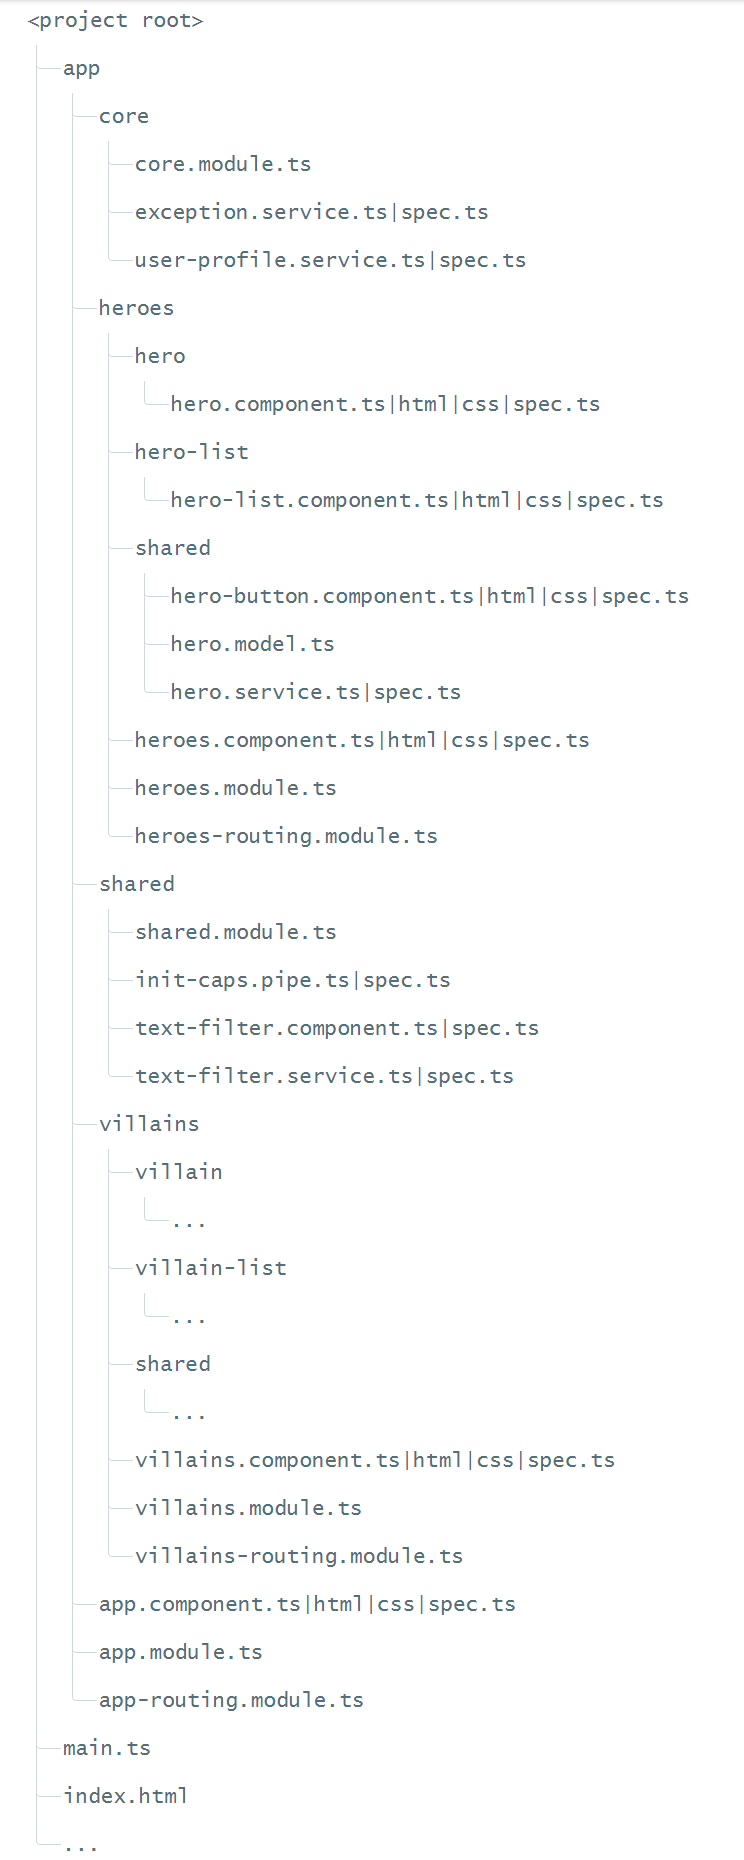 <project root>
app
core
core.module.ts
exception.service.ts|spec.ts
user-profile.service.ts|spec.ts
heroes
hero
hero.component.ts|html|css|spec.ts
hero-list
hero-list.component.ts|html|css|spec.ts
shared
hero-button.component.ts|html|css|spec.ts
hero.model.ts
hero.service.ts|spec.ts
heroes.component.ts|html|css|spec.ts
heroes.module.ts
heroes-routing.module.ts
shared
shared.module.ts
init-caps.pipe.ts|spec.ts
text-filter.component.ts|spec.ts
text-filter.service.ts|spec.ts
villains
villain
...
villain-list
...
shared
...
villains.component.ts|html|css|spec.ts
villains.module.ts
villains-routing.module.ts
app.component.ts|html|css|spec.ts
app.module.ts
app-routing.module.ts
main.ts
index.html
...